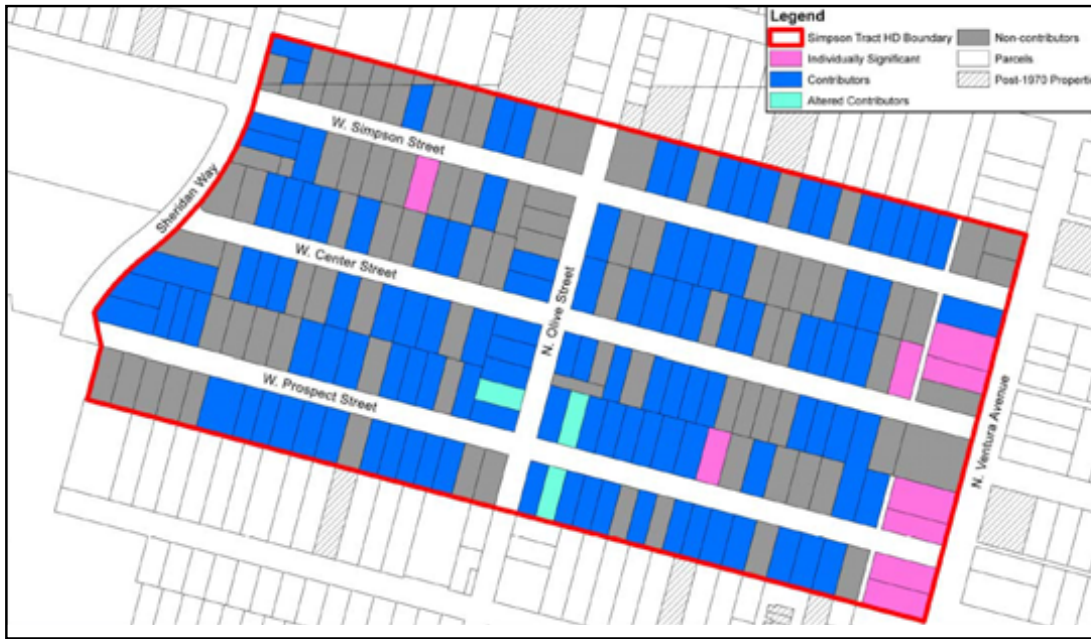 Legend
Simpson Tract HD Boundary
Individually Significant
Contributors
Altered Contributors
Non-contributors
Parcels
Post-1970 Properti
W. Simpson Street
Sheridan Way
W. Center Street
N. Olive Street
W. Prospect Street
N. Ventura Avenue